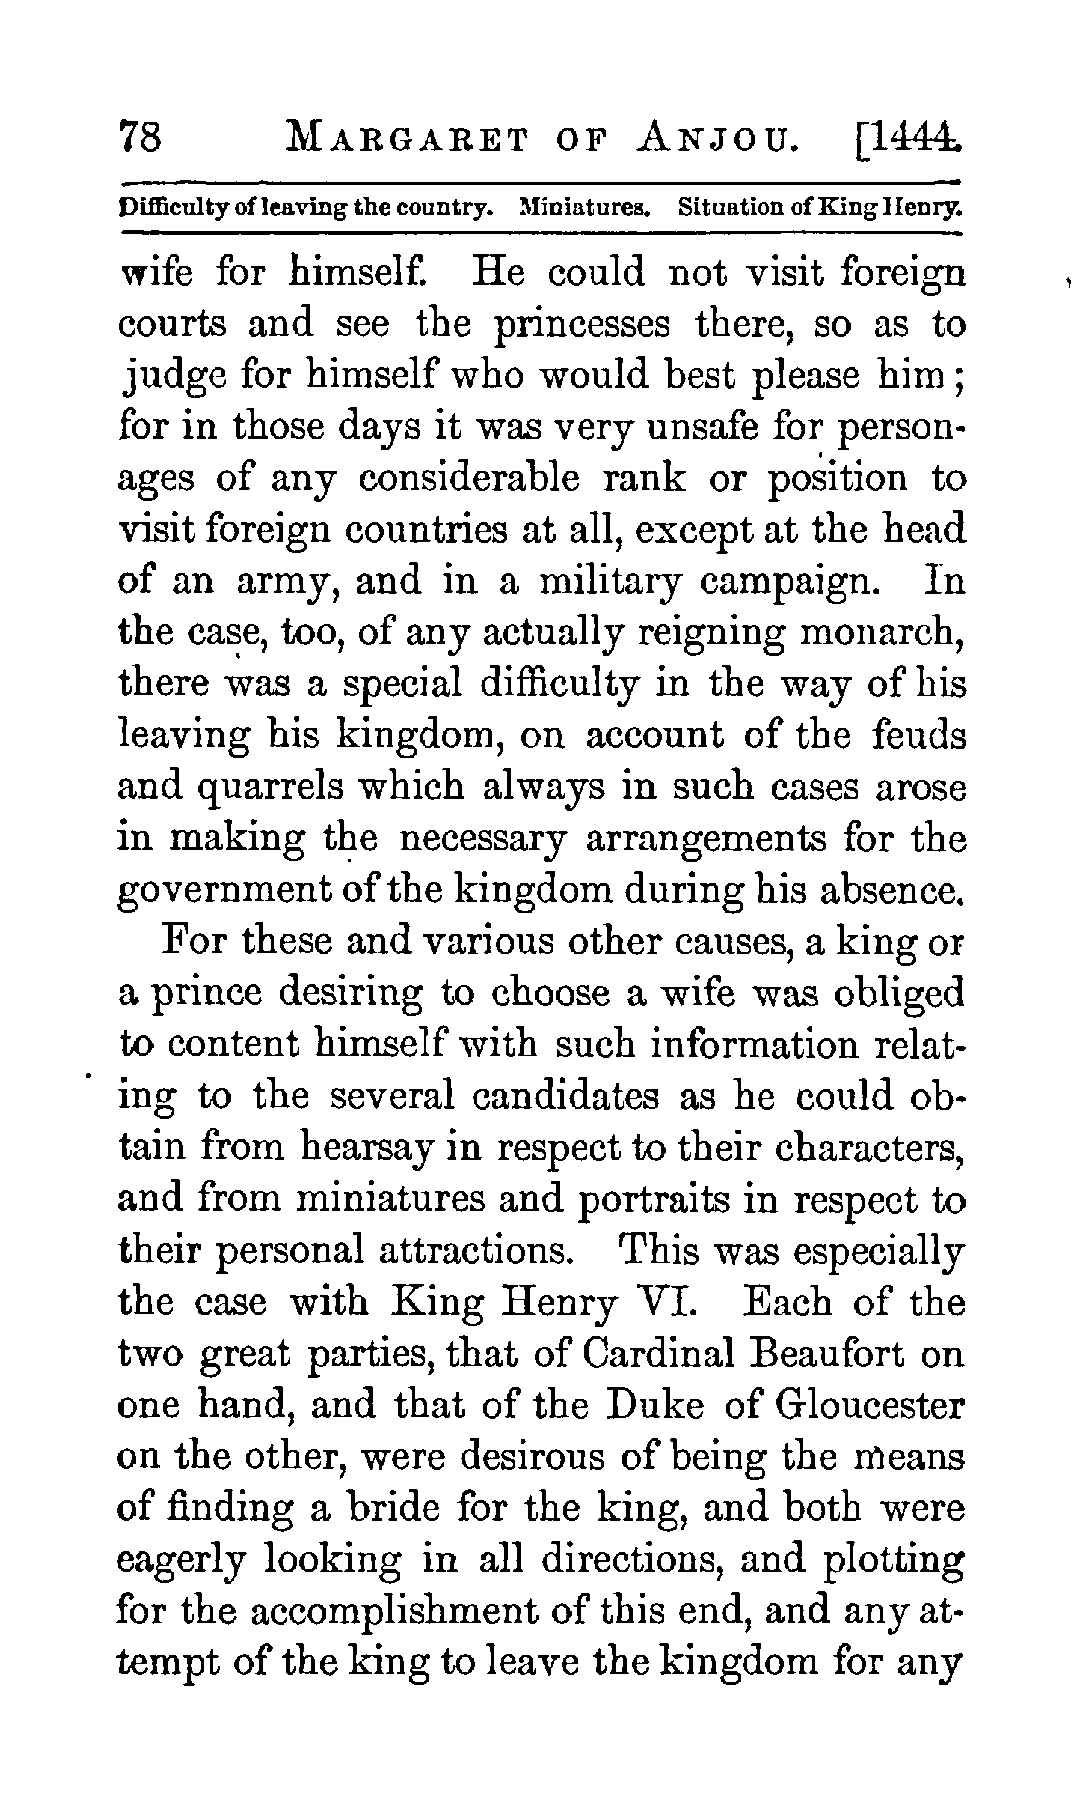 78 MARGARET OF ANJOU. [1444.
Difficulty of leaving the country. Miniatures. Situation of King Henry.
wife for himself. He could not visit foreign
courts and see the princesses there, so as to
judge for himself who would best please him;
for in those days it was very unsafe for person-
ages of any considerable rank or position to
visit foreign countries at all, except at the head
of an army, and in a military campaign. In
the case, too, of any actually reigning monarch,
there was a special difficulty in the way of his
leaving his kingdom, on account of the feuds
and quarrels which always in such cases arose
in making the necessary arrangements for the
government of the kingdom during his absence.
For these and various other causes, a king or
a prince desiring to choose a wife was obliged
to content himself with such information relat-
ing to the several candidates as he could ob-
tain from hearsay in respect to their characters,
and from miniatures and portraits in respect to
their personal attractions. This was especially
the case with King Henry VI. Each of the
two great parties, that of Cardinal Beaufort on
one hand, and that of the Duke of Gloucester
on the other, were desirous of being the means
of finding a bride for the king, and both were
eagerly looking in all directions, and plotting
for the accomplishment of this end, and any at-
tempt of the king to leave the kingdom for any